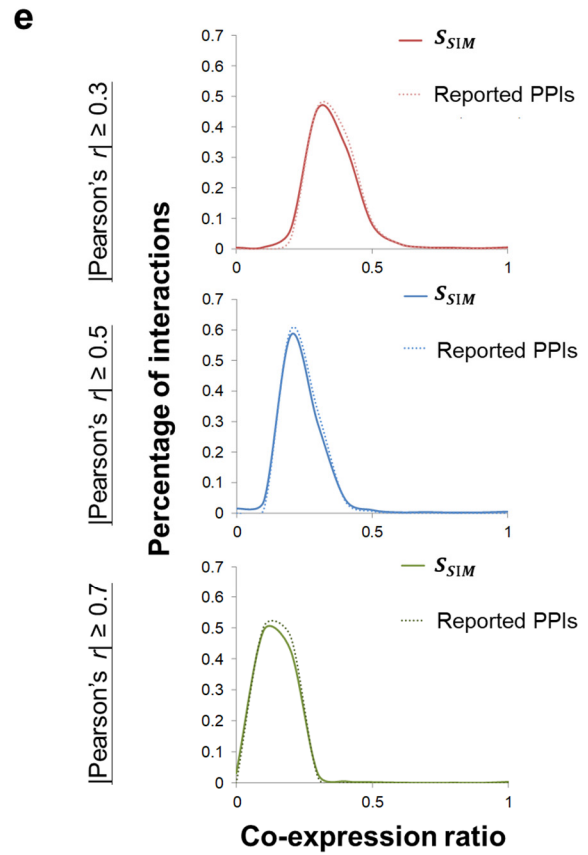 e
|Pearson's r| ≥ 0.3
|Pearson's r| ≥ 0.5
|Pearson's r| ≥ 0.7
Percentage of interactions
0.7
0.6
0.5
0.4
0.3
0.2
0.1
0
0
0.5
1
S_SIM
Reported PPIs
0.7
0.6
0.5
0.4
0.3
0.2
0.1
0
0
0.5
1
S_SIM
Reported PPIs
0.7
0.6
0.5
0.4
0.3
0.2
0.1
0
0
0.5
1
S_SIM
Reported PPIs
Co-expression ratio